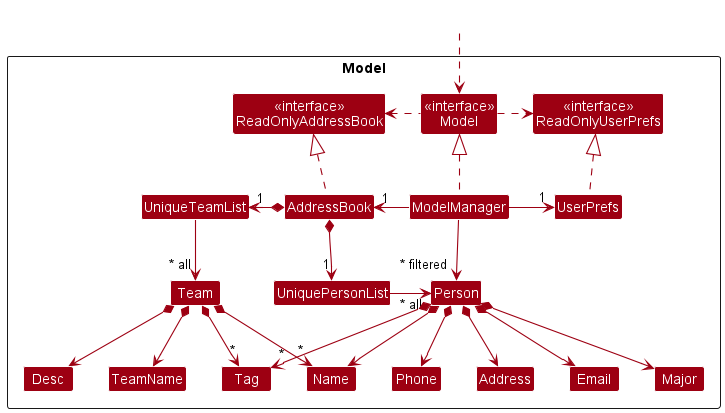 Model
«interface»
ReadOnlyAddressBook
«interface»
Model
«interface»
ReadOnlyUserPrefs
UniqueTeamList
1
AddressBook
1
ModelManager
1
UserPrefs
* all
1
* filtered
Team
UniquePersonList
Person
* all
*
*
*
Desc
TeamName
Tag
Name
Phone
Address
Email
Major